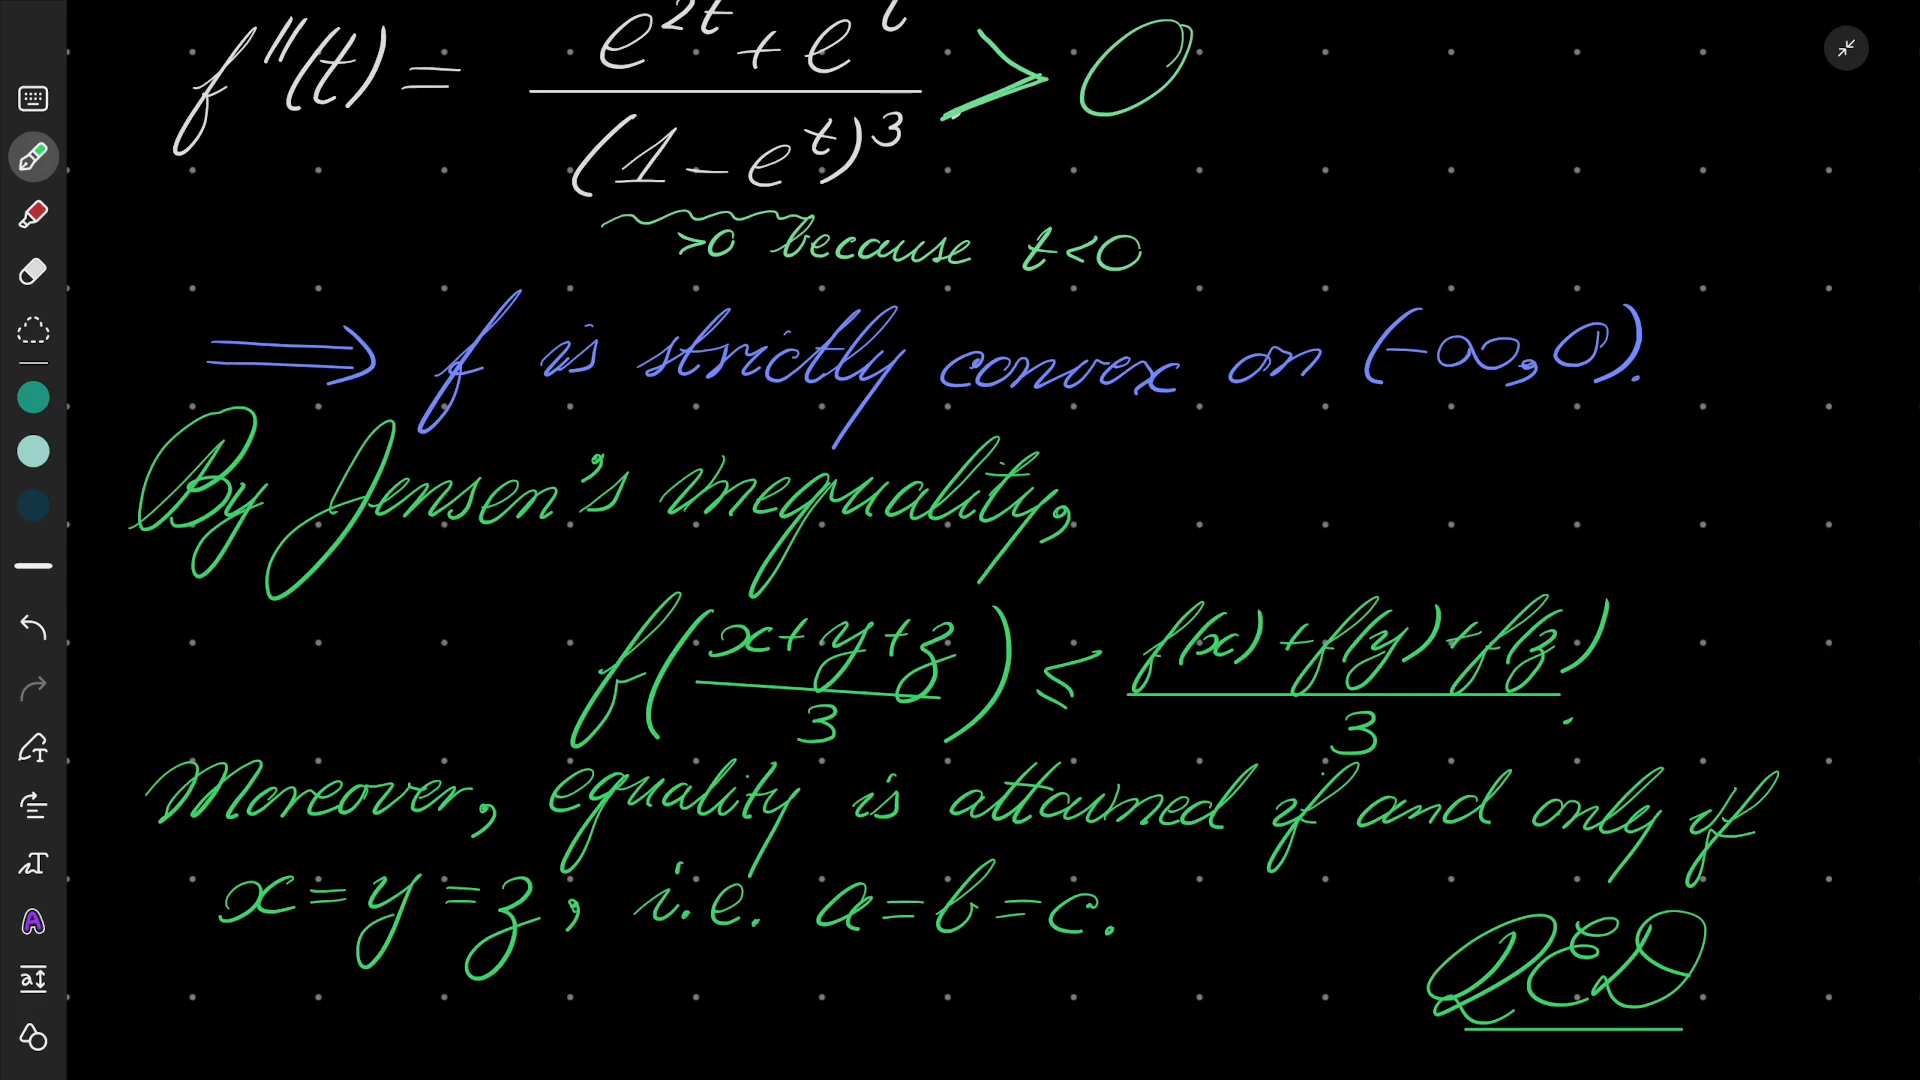 f''(t) = (e^{2t} + e^t) / (1 - e^t)^3 > 0
>0 because t<0
⟹ f is strictly convex on (-∞, 0).
By Jensen's inequality,
f((x+y+z)/3) ≤ (f(x)+f(y)+f(z))/3.
Moreover, equality is attained if and only if
x=y=z, i.e. a=b=c.
QED